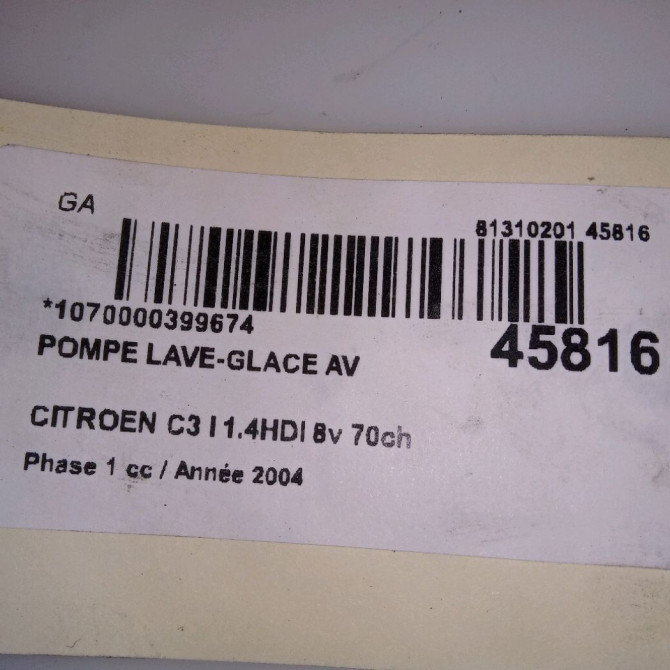 GA
81310201 45816
*1070000399674
45816
POMPE LAVE-GLACE AV
CITROEN C3 I 1.4HDI 8v 70ch
Phase 1 cc / Année 2004